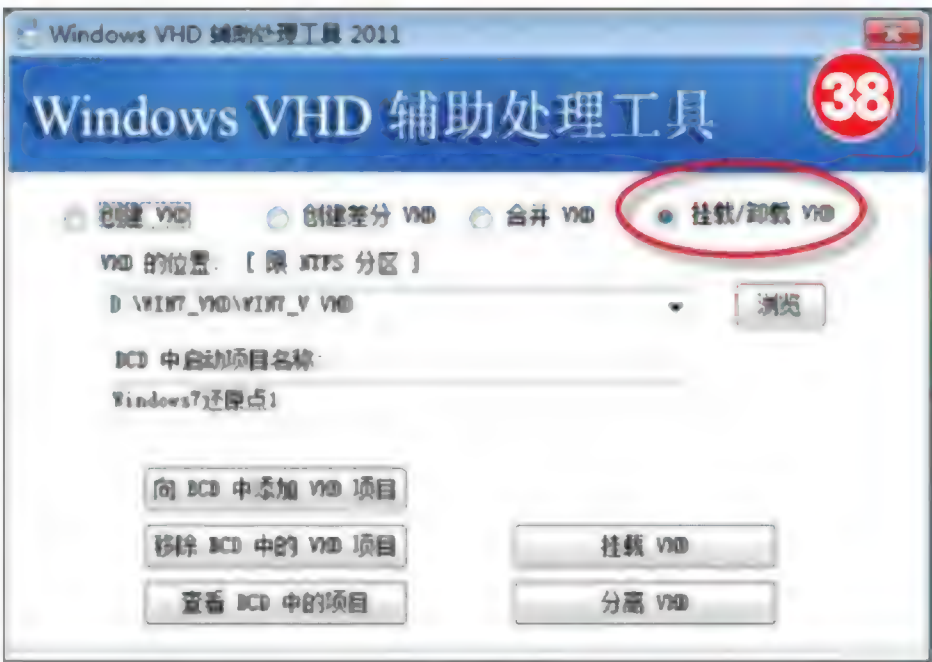 Windows VHD 辅助处理工具 2011
Windows VHD 辅助处理工具
38
创建 VHD
创建差分 VHD
合并 VHD
挂载/卸载 VHD
VHD 的位置: [ 限 NTFS 分区 ]
D:\WIN7_VHD\WIN7_V.VHD
浏览
BCD 中启动项目名称:
Windows7还原点1
向 BCD 中添加 VHD 项目
移除 BCD 中的 VHD 项目
挂载 VHD
查看 BCD 中的项目
分离 VHD